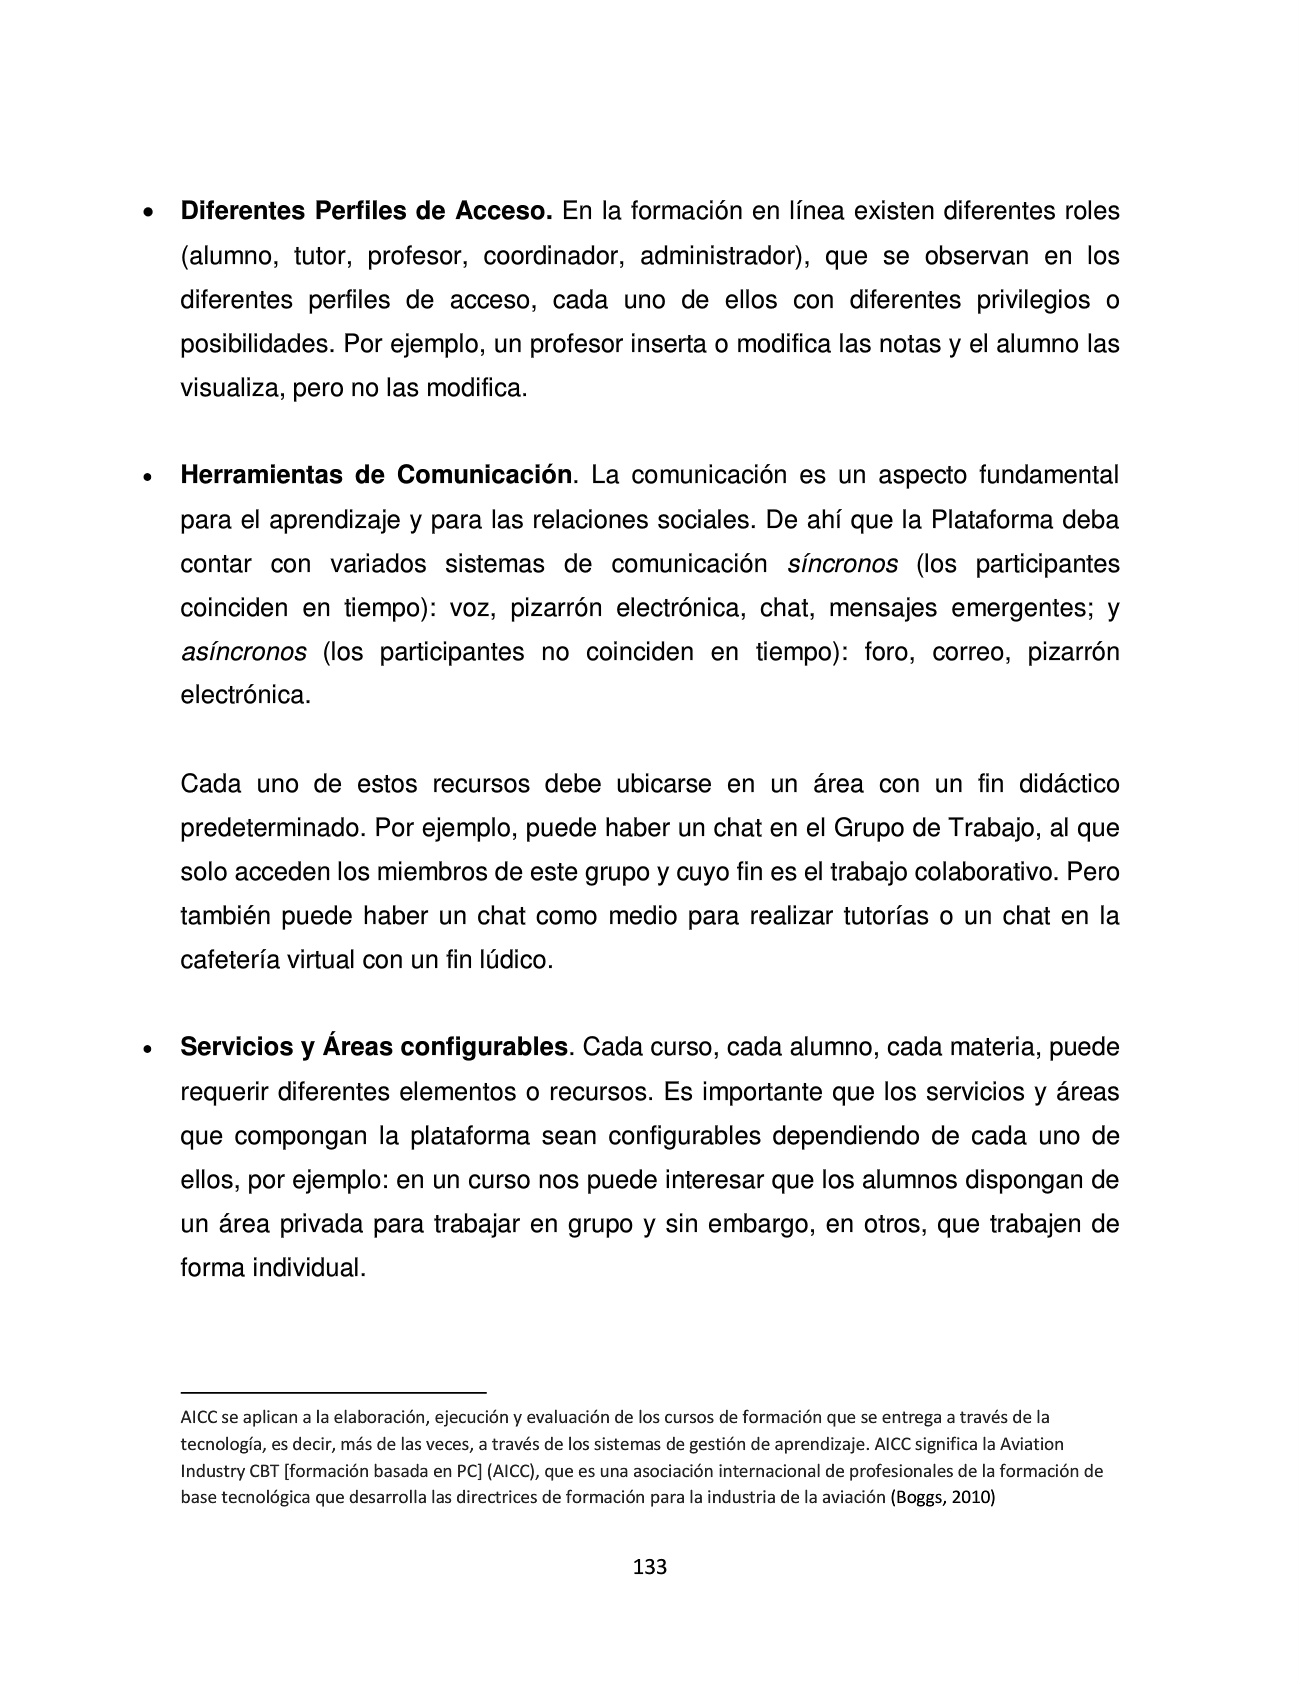 • Diferentes Perfiles de Acceso. En la formación en línea existen diferentes roles
(alumno, tutor, profesor, coordinador, administrador), que se observan en los
diferentes perfiles de acceso, cada uno de ellos con diferentes privilegios o
posibilidades. Por ejemplo, un profesor inserta o modifica las notas y el alumno las
visualiza, pero no las modifica.
• Herramientas de Comunicación. La comunicación es un aspecto fundamental
para el aprendizaje y para las relaciones sociales. De ahí que la Plataforma deba
contar con variados sistemas de comunicación síncronos (los participantes
coinciden en tiempo): voz, pizarrón electrónica, chat, mensajes emergentes; y
asíncronos (los participantes no coinciden en tiempo): foro, correo, pizarrón
electrónica.
Cada uno de estos recursos debe ubicarse en un área con un fin didáctico
predeterminado. Por ejemplo, puede haber un chat en el Grupo de Trabajo, al que
solo acceden los miembros de este grupo y cuyo fin es el trabajo colaborativo. Pero
también puede haber un chat como medio para realizar tutorías o un chat en la
cafetería virtual con un fin lúdico.
• Servicios y Áreas configurables. Cada curso, cada alumno, cada materia, puede
requerir diferentes elementos o recursos. Es importante que los servicios y áreas
que compongan la plataforma sean configurables dependiendo de cada uno de
ellos, por ejemplo: en un curso nos puede interesar que los alumnos dispongan de
un área privada para trabajar en grupo y sin embargo, en otros, que trabajen de
forma individual.
AICC se aplican a la elaboración, ejecución y evaluación de los cursos de formación que se entrega a través de la
tecnología, es decir, más de las veces, a través de los sistemas de gestión de aprendizaje. AICC significa la Aviation
Industry CBT [formación basada en PC] (AICC), que es una asociación internacional de profesionales de la formación de
base tecnológica que desarrolla las directrices de formación para la industria de la aviación (Boggs, 2010)
133